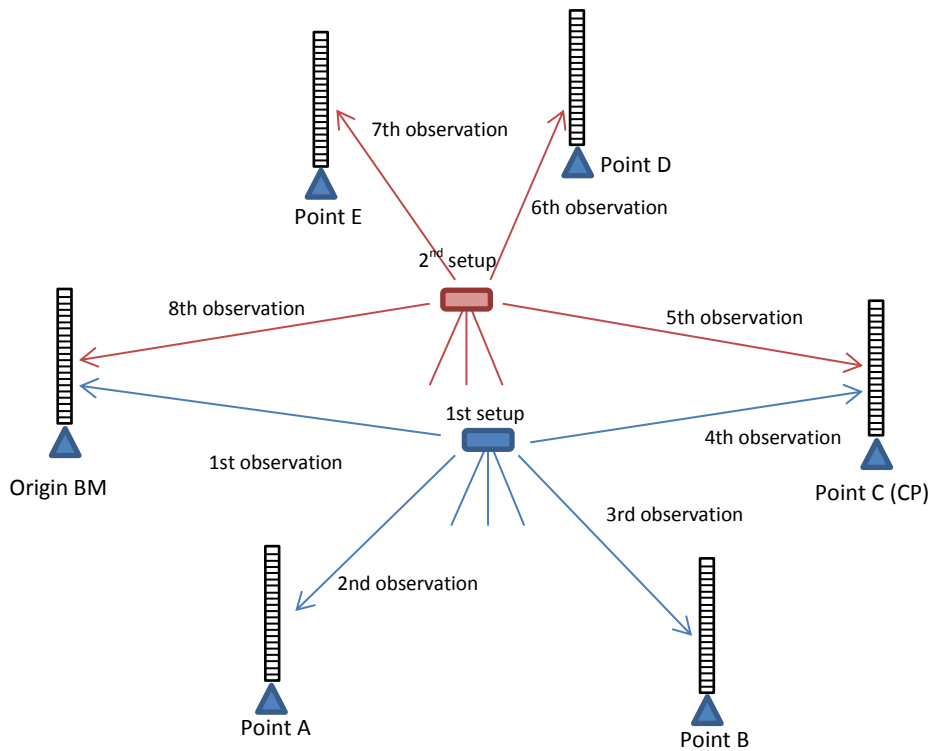 7th observation
Point D
6th observation
Point E
2nd setup
8th observation
5th observation
1st setup
4th observation
1st observation
Origin BM
Point C (CP)
3rd observation
2nd observation
Point A
Point B